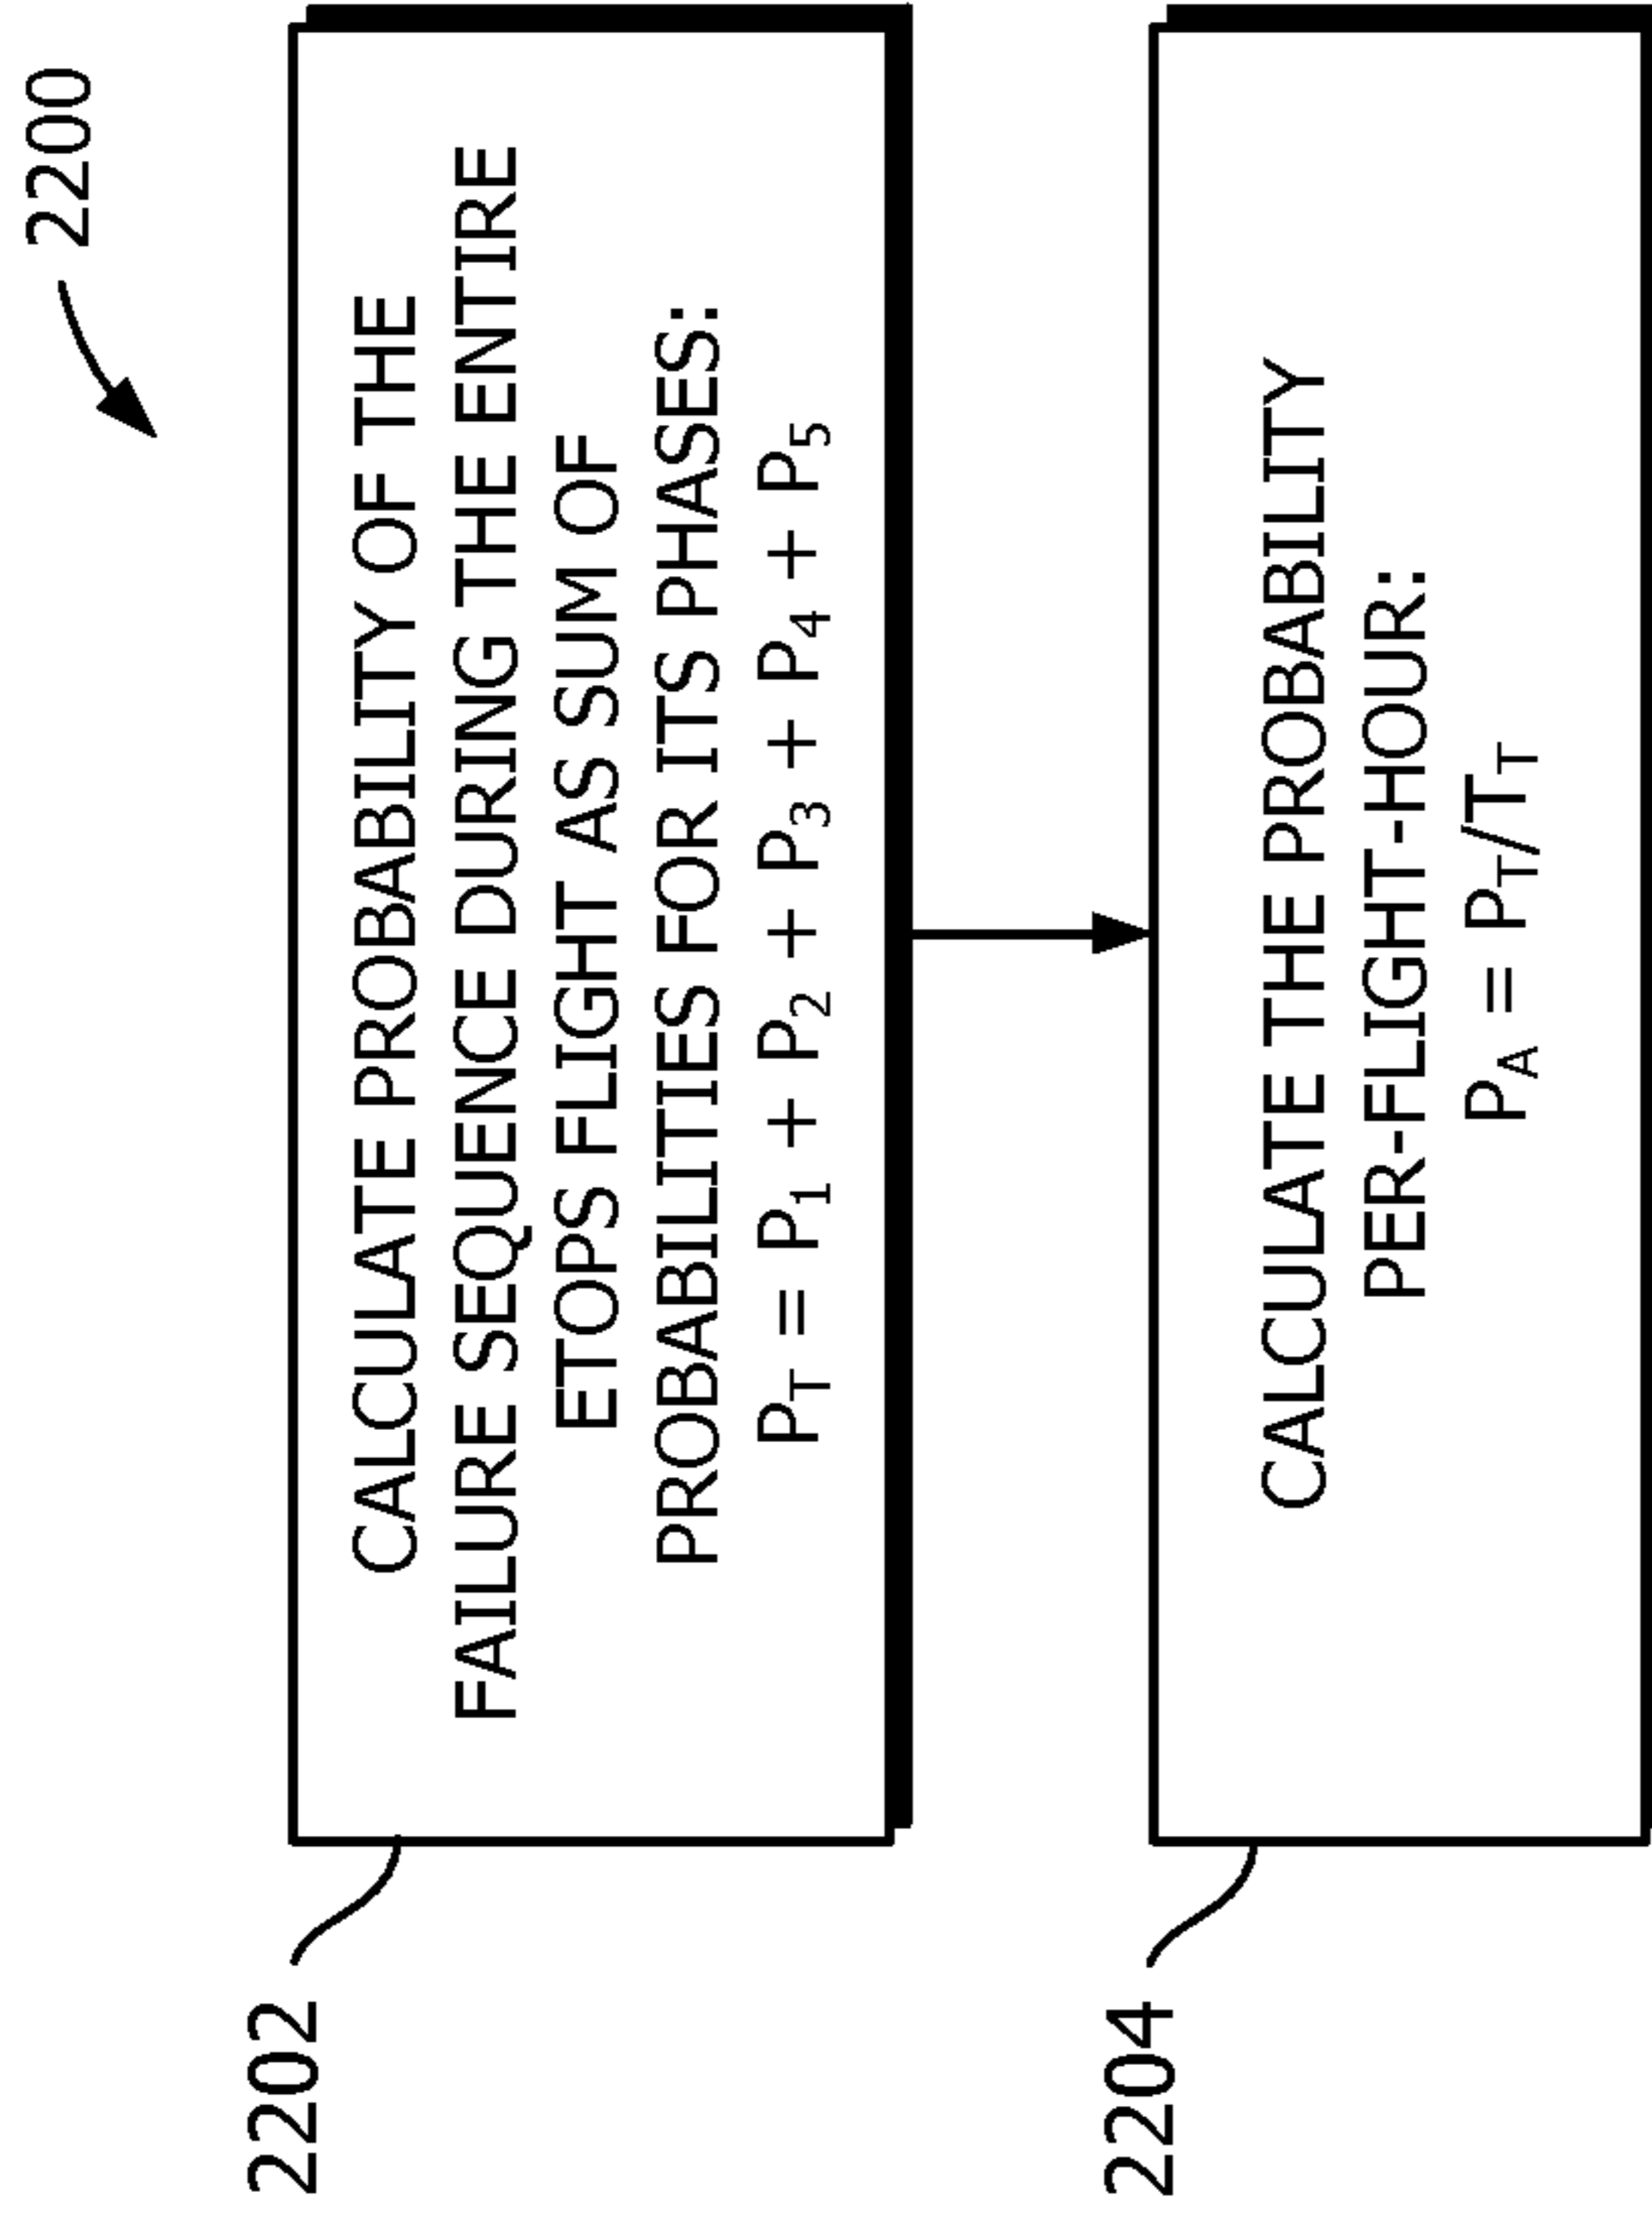 2200
2202
CALCULATE PROBABILITY OF THE
FAILURE SEQUENCE DURING THE ENTIRE
ETOPS FLIGHT AS SUM OF
PROBABILITIES FOR ITS PHASES:
P_T = P_1 + P_2 + P_3 + P_4 + P_5
2204
CALCULATE THE PROBABILITY
PER-FLIGHT-HOUR:
P_A = P_T/T_T